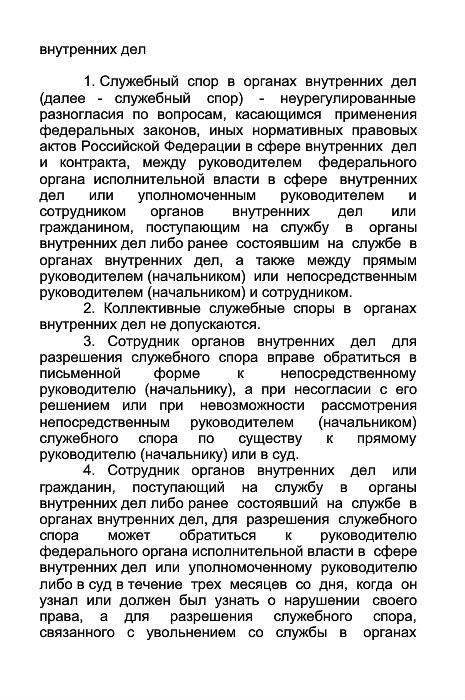 внутренних дел
1. Служебный спор в органах внутренних дел
(далее - служебный спор) - неурегулированные
разногласия по вопросам, касающимся применения
федеральных законов, иных нормативных правовых
актов Российской Федерации в сфере внутренних дел
и контракта, между руководителем федерального
органа исполнительной власти в сфере внутренних
дел или уполномоченным руководителем и
сотрудником органов внутренних дел или
гражданином, поступающим на службу в органы
внутренних дел либо ранее состоявшим на службе в
органах внутренних дел, а также между прямым
руководителем (начальником) или непосредственным
руководителем (начальником) и сотрудником.
2. Коллективные служебные споры в органах
внутренних дел не допускаются.
3. Сотрудник органов внутренних дел для
разрешения служебного спора вправе обратиться в
письменной форме к непосредственному
руководителю (начальнику), а при несогласии с его
решением или при невозможности рассмотрения
непосредственным руководителем (начальником)
служебного спора по существу к прямому
руководителю (начальнику) или в суд.
4. Сотрудник органов внутренних дел или
гражданин, поступающий на службу в органы
внутренних дел либо ранее состоявший на службе в
органах внутренних дел, для разрешения служебного
спора может обратиться к руководителю
федерального органа исполнительной власти в сфере
внутренних дел или уполномоченному руководителю
либо в суд в течение трех месяцев со дня, когда он
узнал или должен был узнать о нарушении своего
права, а для разрешения служебного спора,
связанного с увольнением со службы в органах